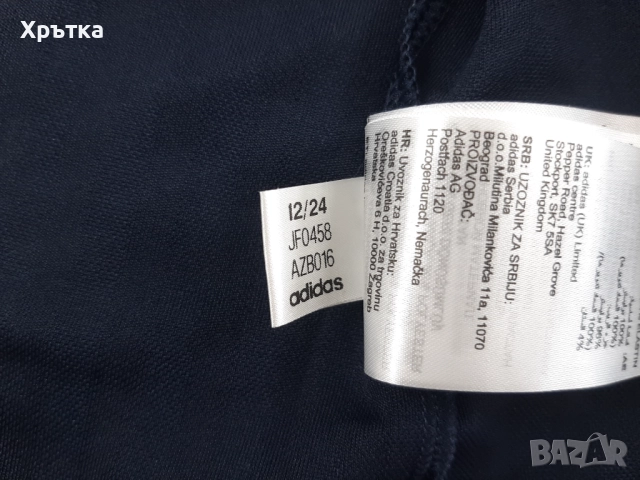 Хрътка
12/24
JF0458
AZB016
adidas
HR: Uvoznik za Hrvatsku:
adidas Croatia d.o.o. za trgovinu
Oreškovićeva 6 H, 10000 Zagreb
Hrvatska
SRB: UZOZNIK ZA SRBIJU:
adidas Serbia
d.o.o. Milutina Milankovića 11a, 11070
Beograd
PROIZVOĐAČ:
Adidas AG
Postfach 1120
Herzogenaurach, Nemačka
UK: adidas (UK) Limited
adidas centre
Pepper Road, Hazel Grove
Stockport, SK7 5SA
United Kingdom
BAZAR